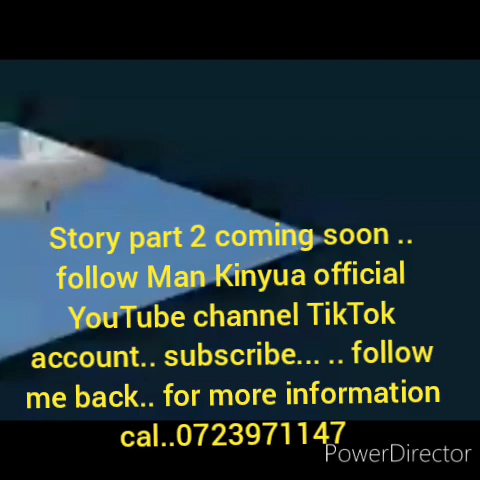 Story part 2 coming soon ..
follow Man Kinyua official
YouTube channel TikTok
account.. subscribe... .. follow
me back.. for more information
cal..0723971147
PowerDirector